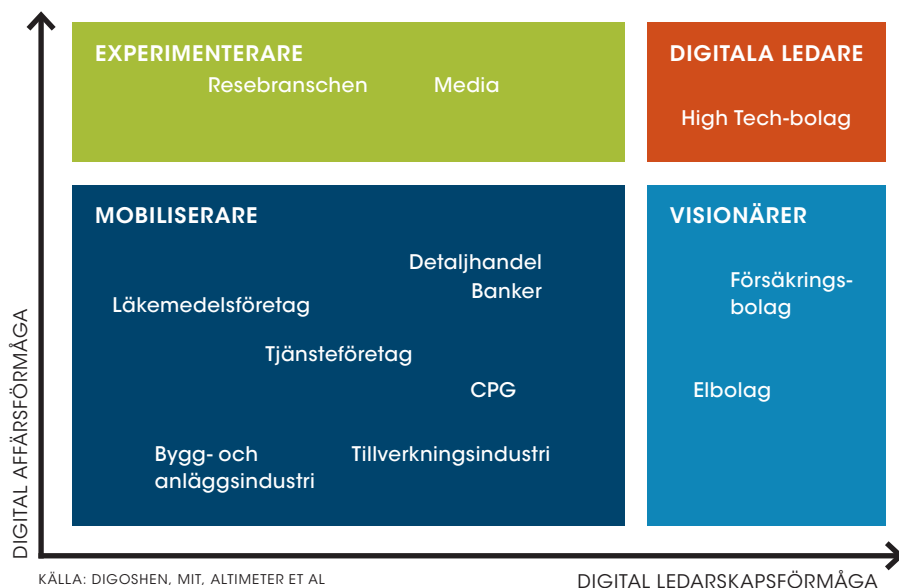 EXPERIMENTERARE
Resebranschen
Media
DIGITALA LEDARE
High Tech-bolag
MOBILISERARE
Detaljhandel
Banker
Läkemedelsföretag
Tjänsteföretag
CPG
Bygg- och
anläggsindustri
Tillverkningsindustri
VISIONÄRER
Försäkrings-
bolag
Elbolag
DIGITAL AFFÄRSFÖRMÅGA
KÄLLA: DIGOSHEN, MIT, ALTIMETER ET AL
DIGITAL LEDARSKAPSFÖRMÅGA